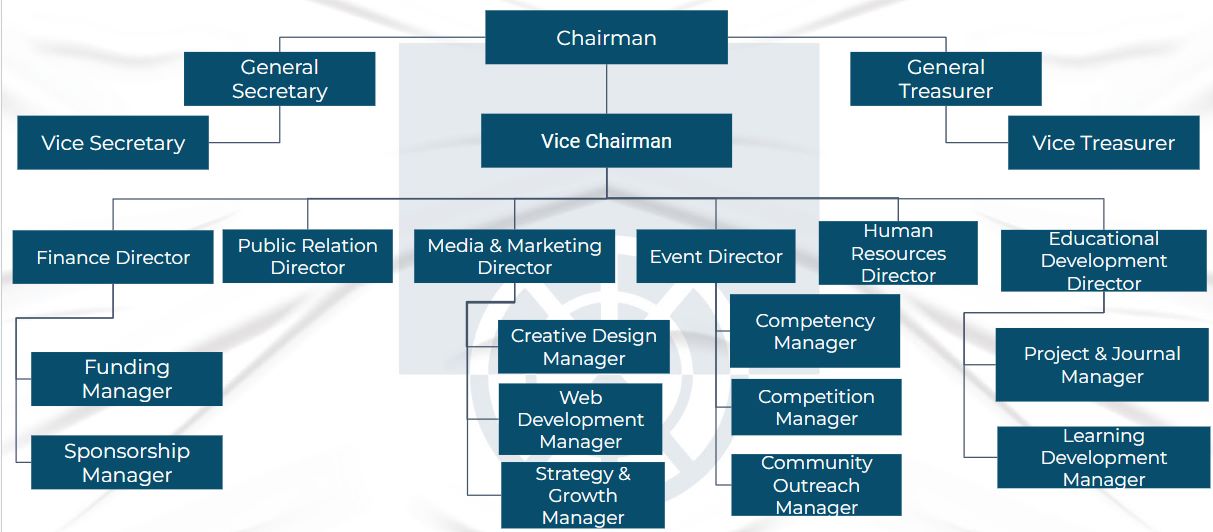 Chairman
General
Secretary
General
Treasurer
Vice Secretary
Vice Chairman
Vice Treasurer
Finance Director
Public Relation
Director
Media & Marketing
Director
Event Director
Human
Resources
Director
Educational
Development
Director
Funding
Manager
Sponsorship
Manager
Creative Design
Manager
Web
Development
Manager
Strategy &
Growth
Manager
Competency
Manager
Competition
Manager
Community
Outreach
Manager
Project & Journal
Manager
Learning
Development
Manager